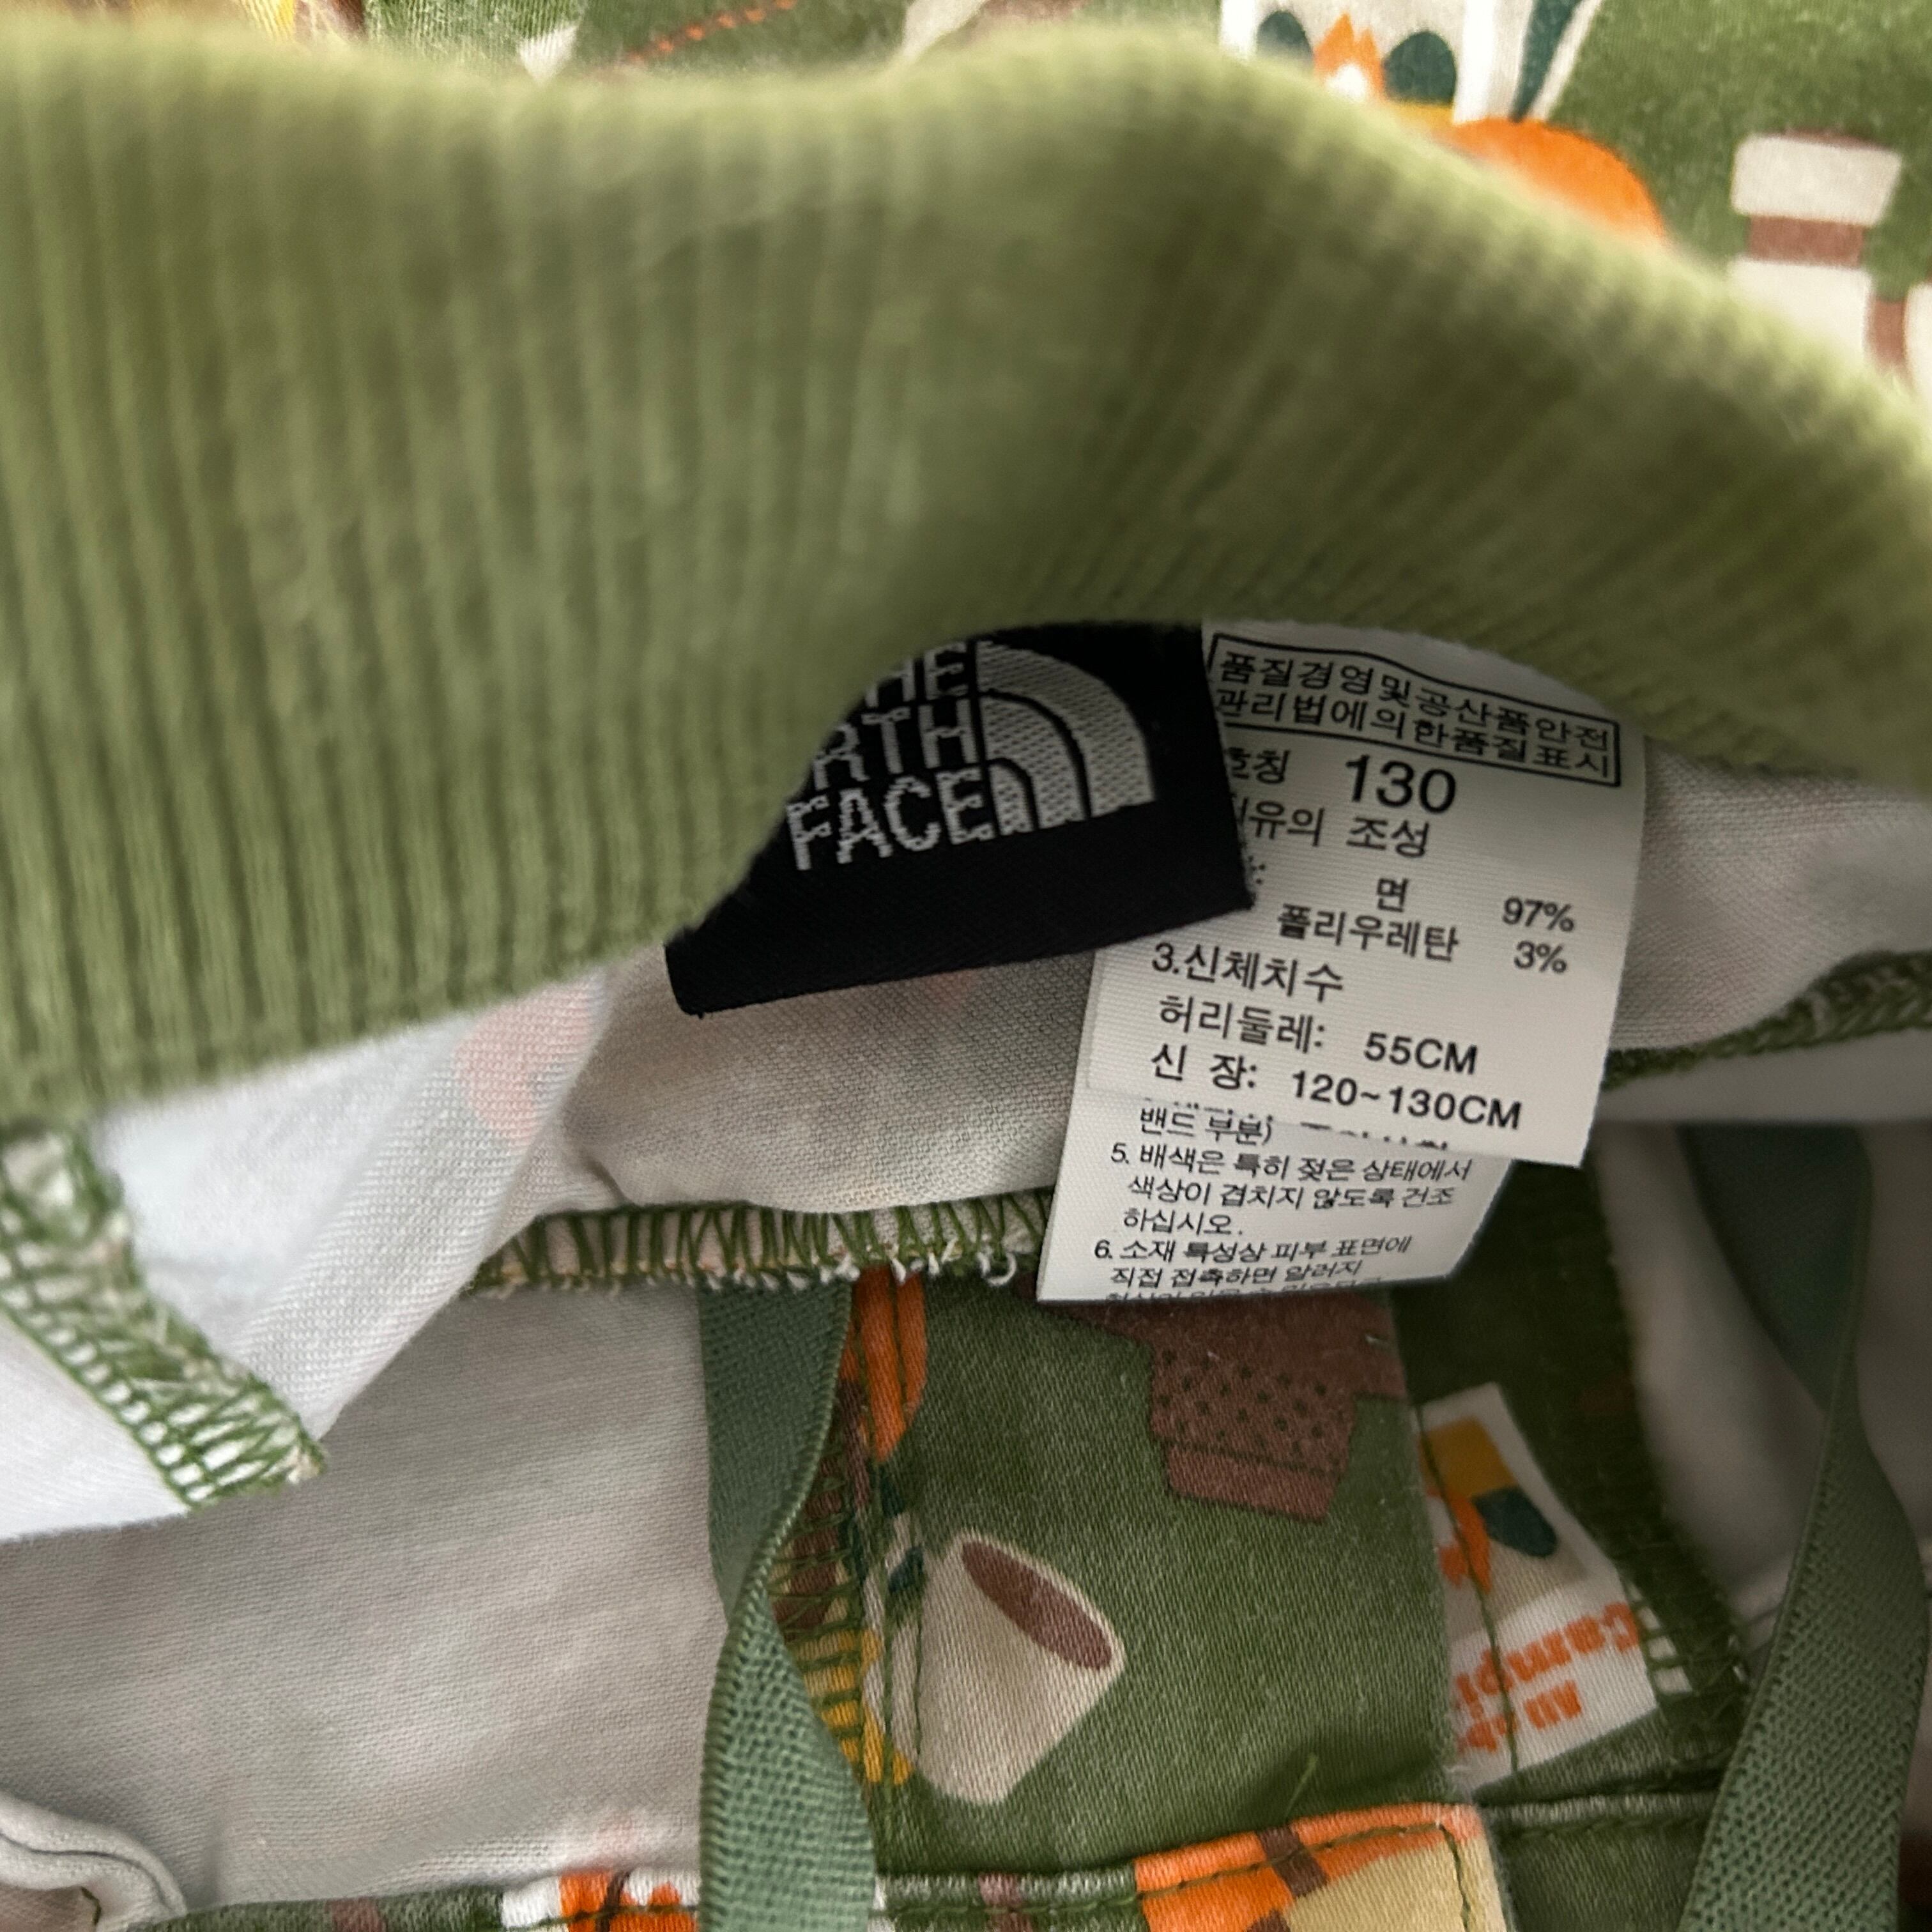 THE
RTH
FACE
품질경영및공산품안전
관리법에의한품질표시
호칭 130
섬유의 조성
면 97%
폴리우레탄 3%
3.신체치수
허리둘레: 55CM
신 장: 120~130CM
밴드 부분)
5. 배색은 특히 젖은 상태에서
색상이 겹치지 않도록 건조
하십시오.
6. 소재 특성상 피부 표면에
직접 접촉하면 알러지